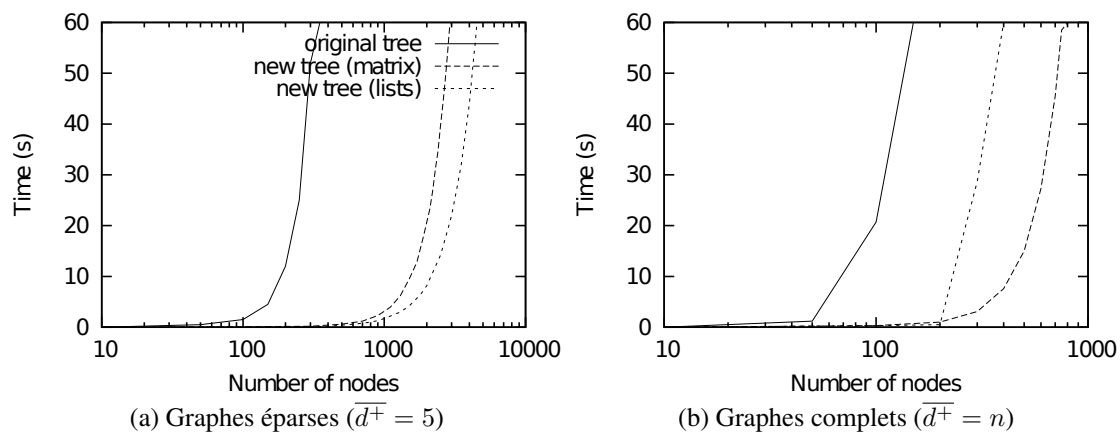 60
50
40
30
20
10
0
Time (s)
original tree
new tree (matrix)
new tree (lists)
10 100 1000 10000
Number of nodes
(a) Graphes éparses (d⁺ = 5)
60
50
40
30
20
10
0
Time (s)
10 100 1000
Number of nodes
(b) Graphes complets (d⁺ = n)